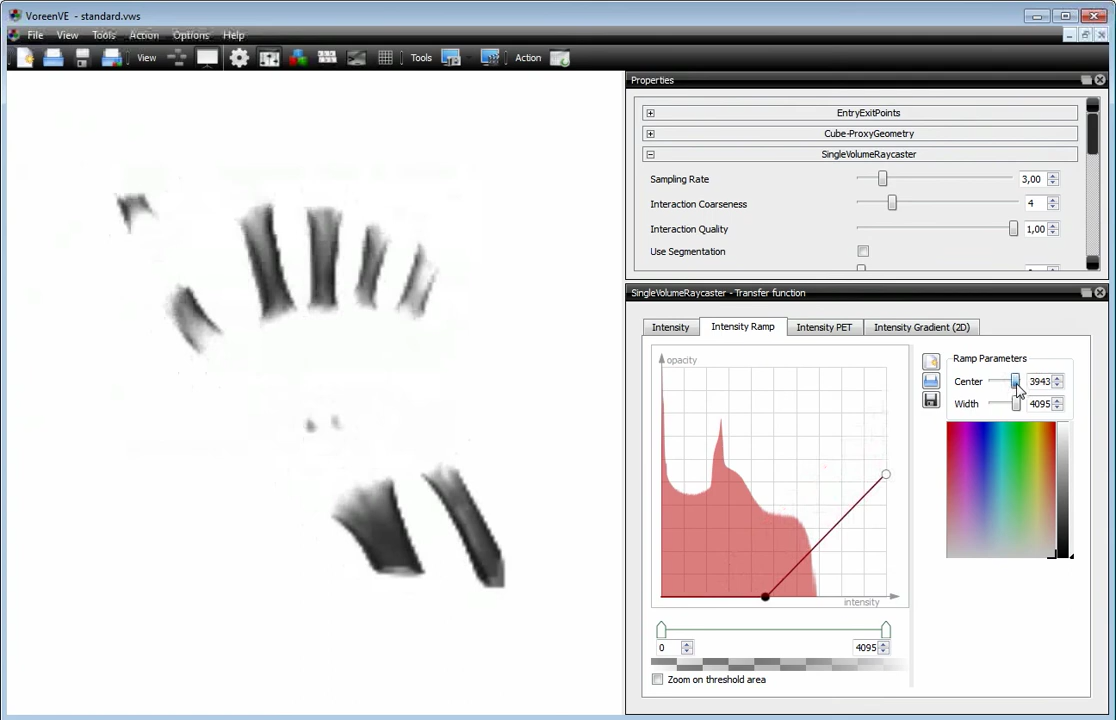 VoreenVE - standard.vws
File View Tools Action Options Help
View Tools Action
Properties
EntryExitPoints
Cube-ProxyGeometry
SingleVolumeRaycaster
Sampling Rate 3,00
Interaction Coarseness 4
Interaction Quality 1,00
Use Segmentation
SingleVolumeRaycaster - Transfer function
Intensity Intensity Ramp Intensity PET Intensity Gradient (2D)
opacity
Ramp Parameters
Center 3943
Width 4095
intensity
0 4095
Zoom on threshold area